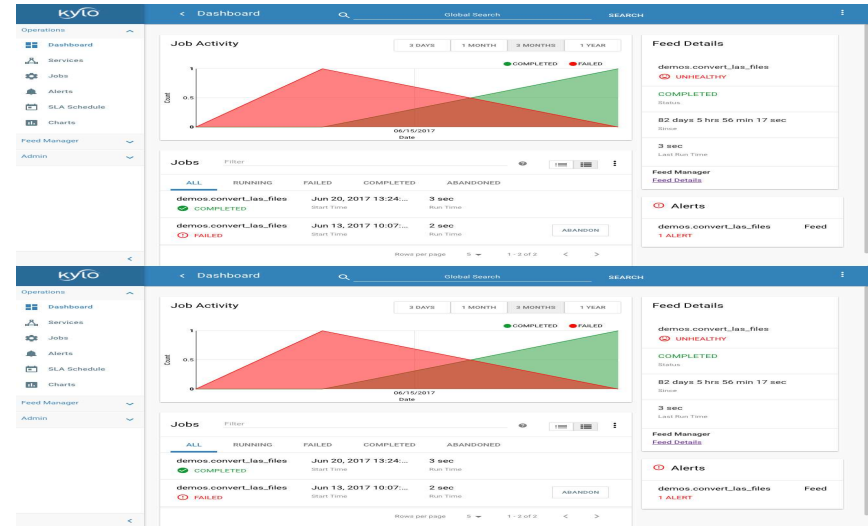 kylo
< Dashboard
Global Search
SEARCH
Operations
Dashboard
Services
Jobs
Alerts
SLA Schedule
Charts
Feed Manager
Admin
<
Job Activity
3 DAYS 1 MONTH 3 MONTHS 1 YEAR
COMPLETED FAILED
1
0.5
0
Count
06/15/2017
Date
Jobs Filter
ALL RUNNING FAILED COMPLETED ABANDONED
demos.convert_las_files Jun 20, 2017 13:24:... 3 sec
COMPLETED Start Time Run Time
demos.convert_las_files Jun 13, 2017 10:07:... 2 sec
FAILED Start Time Run Time ABANDON
Rows per page 5 1 - 2 of 2 < >
Feed Details
demos.convert_las_files
UNHEALTHY
COMPLETED
Status
82 days 5 hrs 56 min 17 sec
Since
3 sec
Last Run Time
Feed Manager
Feed Details
Alerts
demos.convert_las_files Feed
1 ALERT
kylo
< Dashboard
Global Search
SEARCH
Operations
Dashboard
Services
Jobs
Alerts
SLA Schedule
Charts
Feed Manager
Admin
<
Job Activity
3 DAYS 1 MONTH 3 MONTHS 1 YEAR
COMPLETED FAILED
1
0.5
0
Count
06/15/2017
Date
Jobs Filter
ALL RUNNING FAILED COMPLETED ABANDONED
demos.convert_las_files Jun 20, 2017 13:24:... 3 sec
COMPLETED Start Time Run Time
demos.convert_las_files Jun 13, 2017 10:07:... 2 sec
FAILED Start Time Run Time ABANDON
Rows per page 5 1 - 2 of 2 < >
Feed Details
demos.convert_las_files
UNHEALTHY
COMPLETED
Status
82 days 5 hrs 56 min 17 sec
Since
3 sec
Last Run Time
Feed Manager
Feed Details
Alerts
demos.convert_las_files Feed
1 ALERT